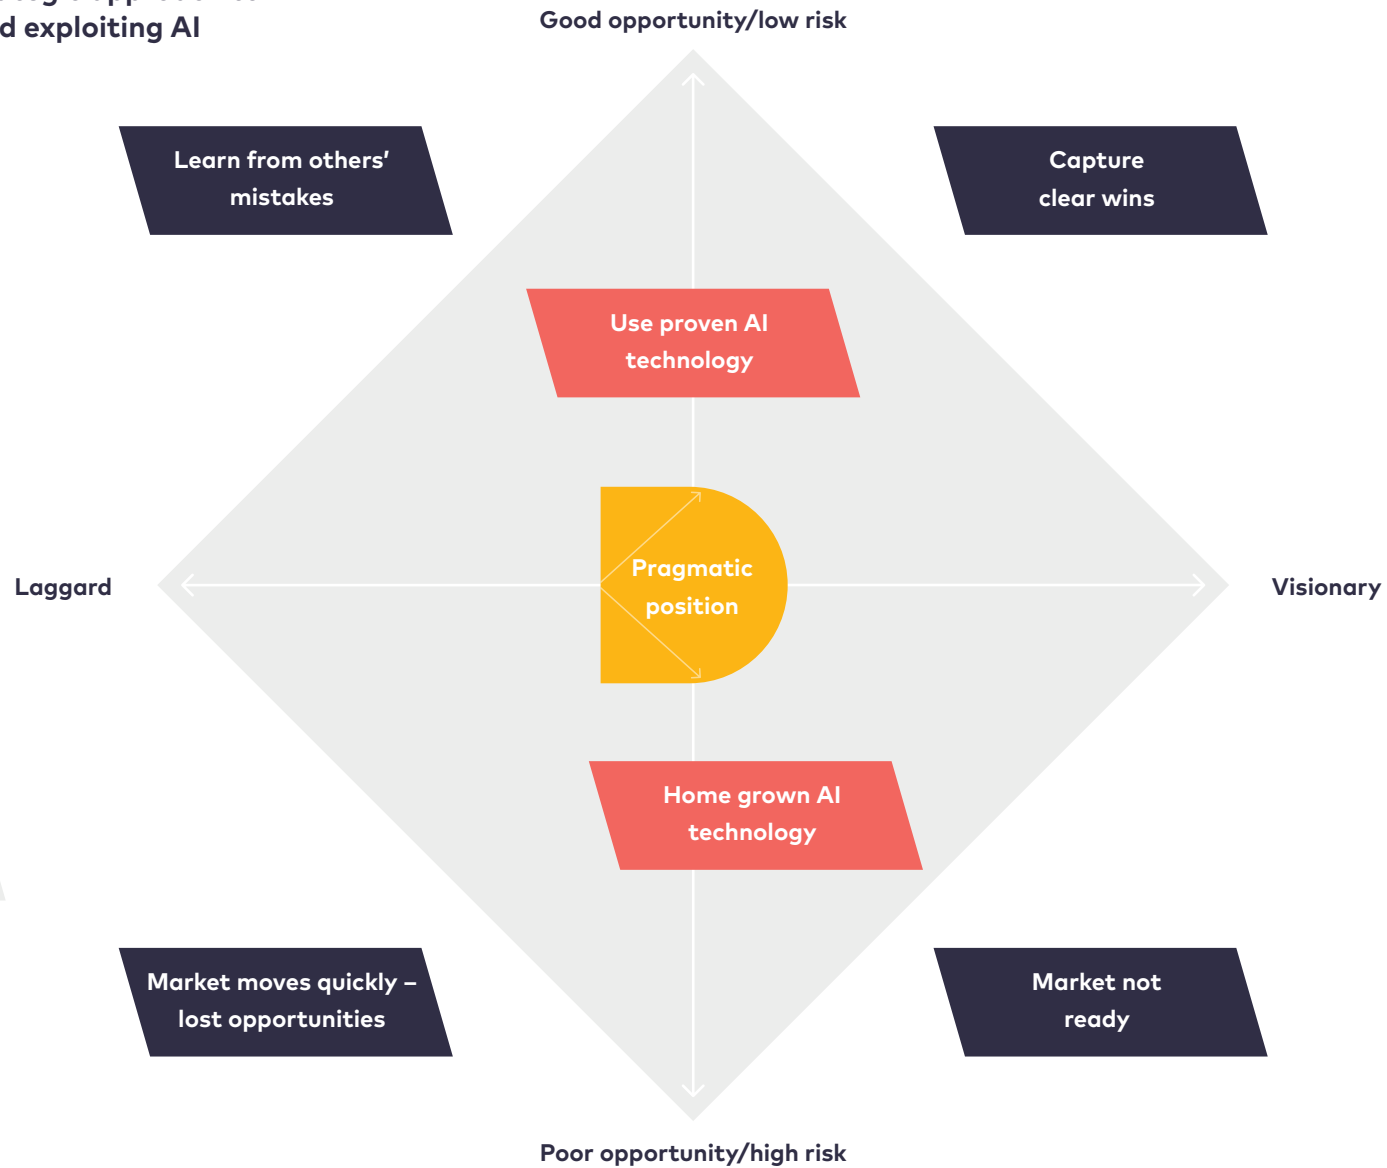 d exploiting AI
Good opportunity/low risk
Learn from others’
mistakes
Capture
clear wins
Use proven AI
technology
Laggard
Pragmatic
position
Visionary
Home grown AI
technology
Market moves quickly –
lost opportunities
Market not
ready
Poor opportunity/high risk